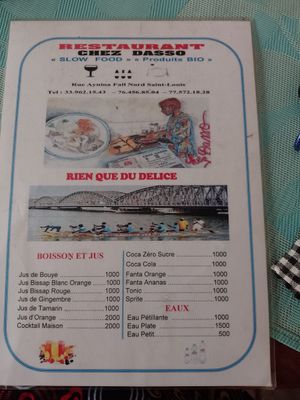 RESTAURANT
CHEZ DASSO
« SLOW FOOD » « Produits BIO »
Rue Aynina Fall Nord Saint-Louis
Tel : 33.962.15.43 — 76.456.85.04 — 77.572.18.28
Dasso
RIEN QUE DU DELICE
BOISSON ET JUS
Jus de Bouye 1000
Jus Bissap Blanc Orange 1000
Jus Bissap Rouge 1000
Jus de Gingembre 1000
Jus de Tamarin 1000
Jus d'Orange 2000
Cocktail Maison 2000
Coca Zéro Sucre 1000
Coca Cola 1000
Fanta Orange 1000
Fanta Ananas 1000
Tonic 1000
Sprite 1000
EAUX
Eau Pétillante 1000
Eau Plate 1500
Eau Petit 500